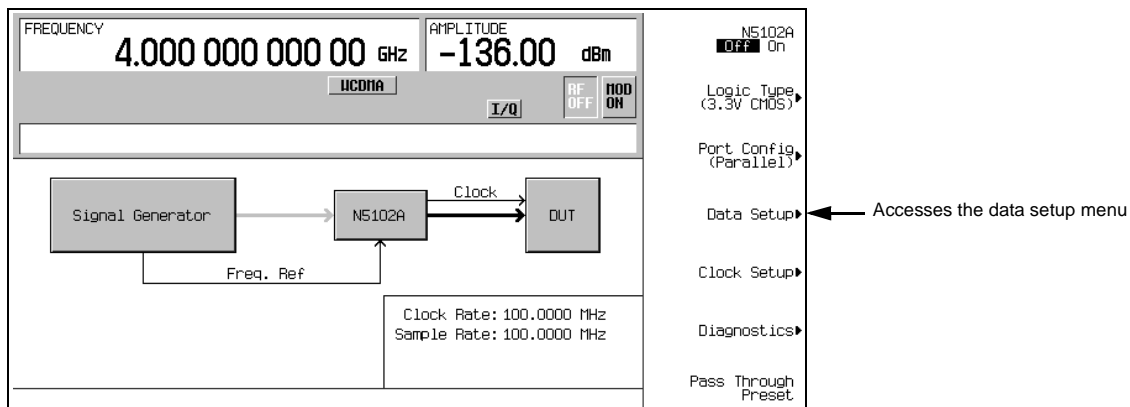 FREQUENCY
4.000 000 000 00 GHz
AMPLITUDE
-136.00 dBm
WCDMA
I/Q
RF OFF
MOD ON
Signal Generator
N5102A
Clock
DUT
Freq. Ref
Clock Rate: 100.0000 MHz
Sample Rate: 100.0000 MHz
N5102A
Off On
Logic Type
(3.3V CMOS)
Port Config
(Parallel)
Data Setup
Accesses the data setup menu
Clock Setup
Diagnostics
Pass Through
Preset